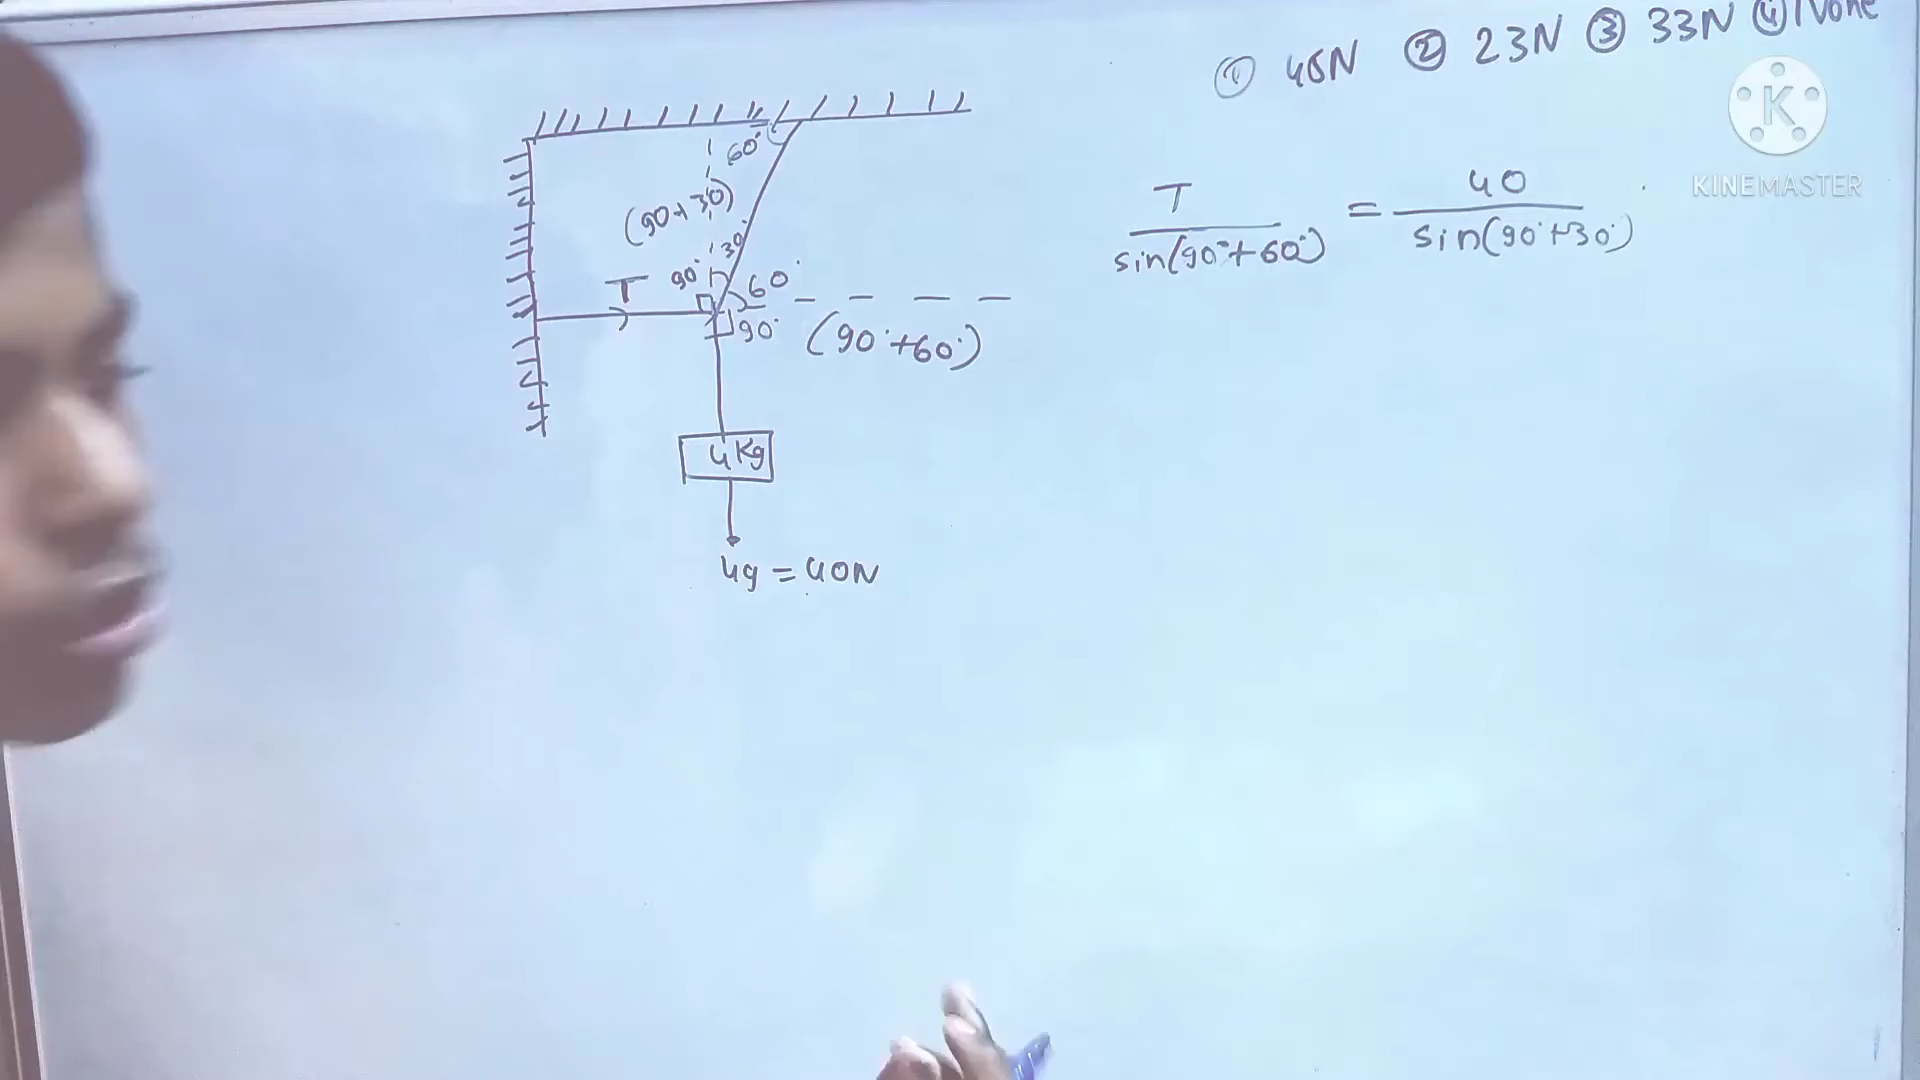 ① 45N ② 23N ③ 33N ④ None
KINEMASTER
60°
(90+30)
30
T 90° 60°
90° (90°+60°)
4Kg
4g = 40N
T/sin(90°+60°) = 40/sin(90°+30°)